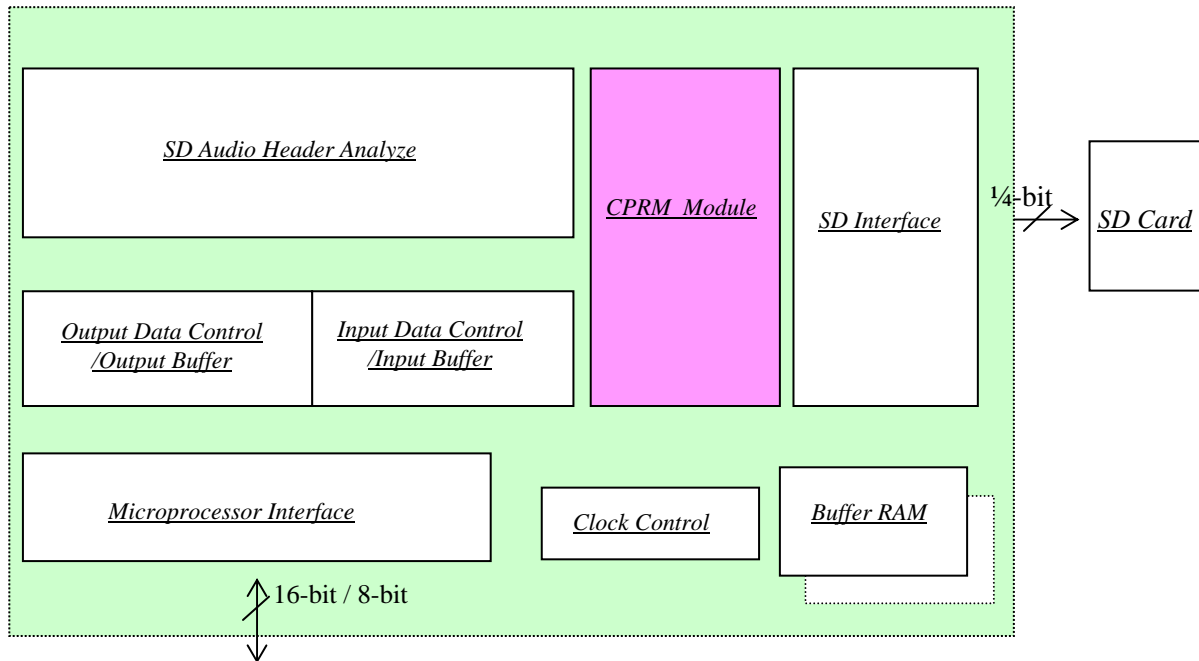 SD Audio Header Analyze
CPRM Module
SD Interface
¼-bit
SD Card
Output Data Control
/Output Buffer
Input Data Control
/Input Buffer
Microprocessor Interface
Clock Control
Buffer RAM
16-bit / 8-bit